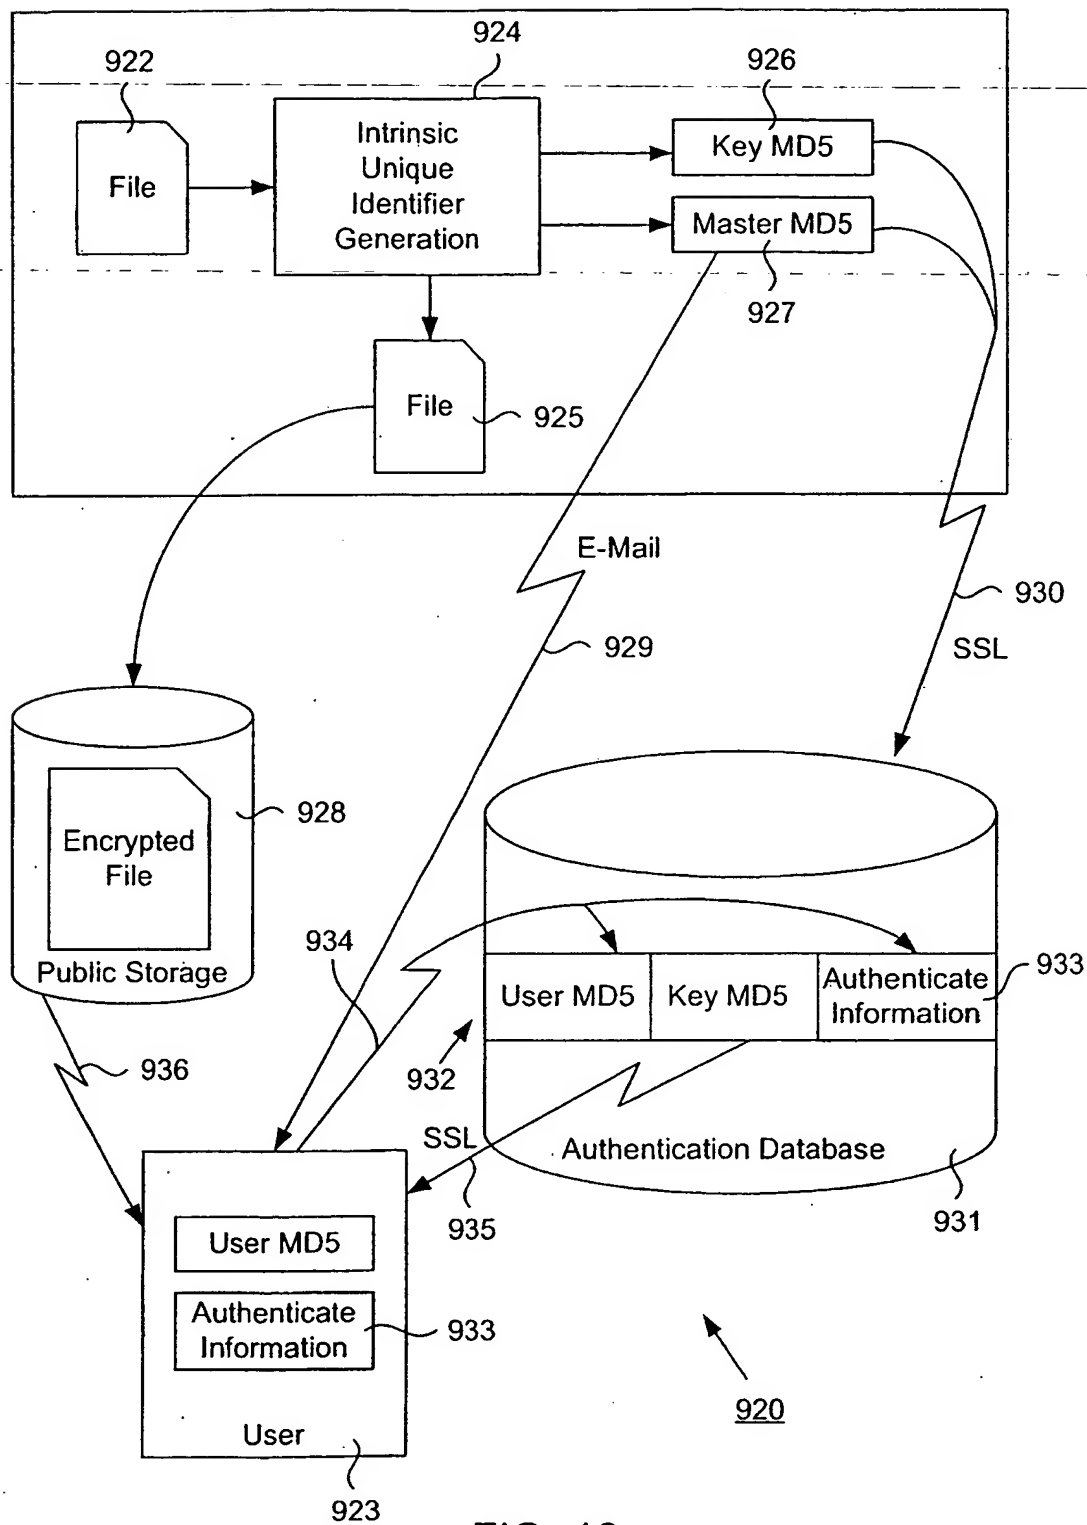 924
922
926
Intrinsic
Unique
Identifier
Generation
File
Key MD5
Master MD5
927
File
925
E-Mail
930
929
SSL
928
Encrypted
File
Public Storage
934
User MD5
Key MD5
Authenticate
Information
933
932
936
SSL
Authentication Database
935
931
User MD5
Authenticate
Information
933
920
User
923